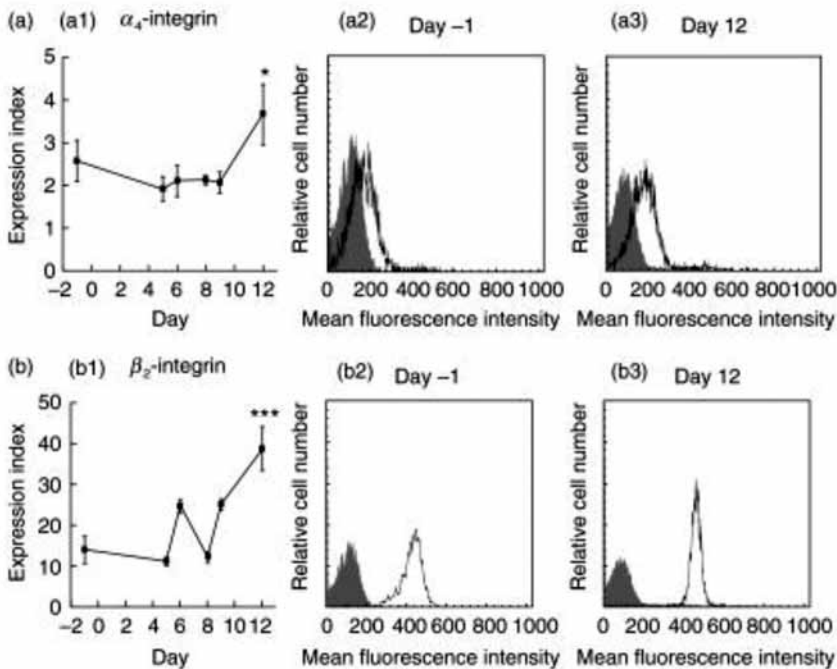 (a) (a1) α₄-integrin
Expression index
5
4
3
2
1
0
*
−2 0 2 4 6 8 10 12
Day
(a2) Day −1
Relative cell number
0 200 400 600 8001000
Mean fluorescence intensity
(a3) Day 12
Relative cell number
0 200 400 600 8001000
Mean fluorescence intensity
(b) (b1) β₂-integrin
Expression index
50
40
30
20
10
0
***
−2 0 2 4 6 8 10 12
Day
(b2) Day −1
Relative cell number
0 200 400 600 800 1000
Mean fluorescence intensity
(b3) Day 12
Relative cell number
0 200 400 600 800 1000
Mean fluorescence intensity